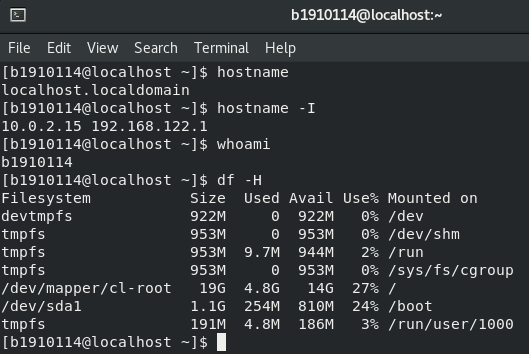 b1910114@localhost:~
File Edit View Search Terminal Help
[b1910114@localhost ~]$ hostname
localhost.localdomain
[b1910114@localhost ~]$ hostname -I
10.0.2.15 192.168.122.1
[b1910114@localhost ~]$ whoami
b1910114
[b1910114@localhost ~]$ df -H
Filesystem Size Used Avail Use% Mounted on
devtmpfs 922M 0 922M 0% /dev
tmpfs 953M 0 953M 0% /dev/shm
tmpfs 953M 9.7M 944M 2% /run
tmpfs 953M 0 953M 0% /sys/fs/cgroup
/dev/mapper/cl-root 19G 4.8G 14G 27% /
/dev/sda1 1.1G 254M 810M 24% /boot
tmpfs 191M 4.8M 186M 3% /run/user/1000
[b1910114@localhost ~]$